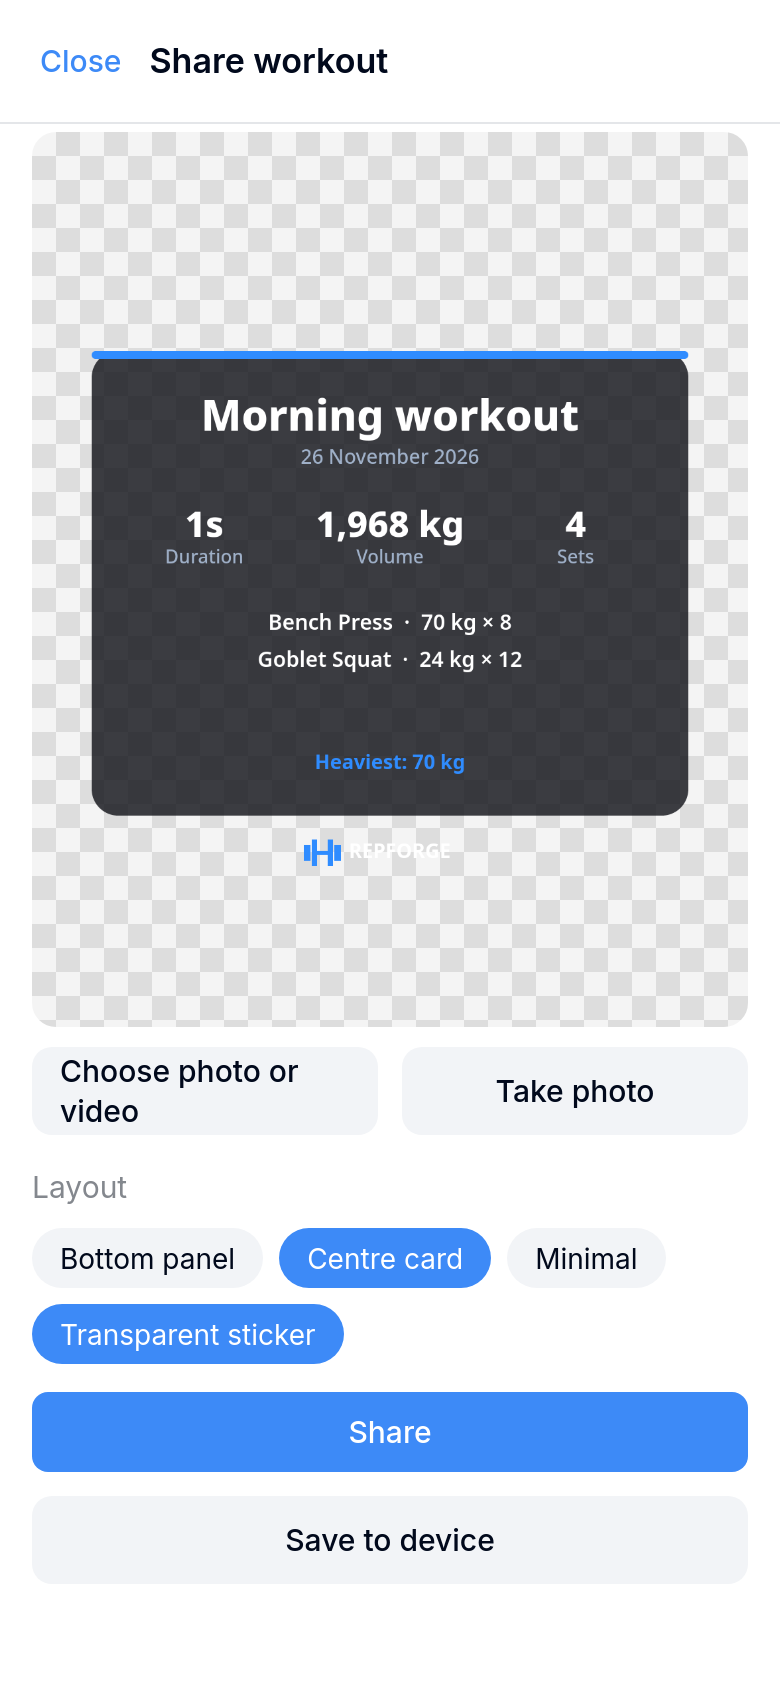 Close Share workout
Morning workout
26 November 2026
1s 1,968 kg 4
Duration Volume Sets
Bench Press · 70 kg × 8
Goblet Squat · 24 kg × 12
Heaviest: 70 kg
REPFORGE
Choose photo or
video
Take photo
Layout
Bottom panel Centre card Minimal
Transparent sticker
Share
Save to device